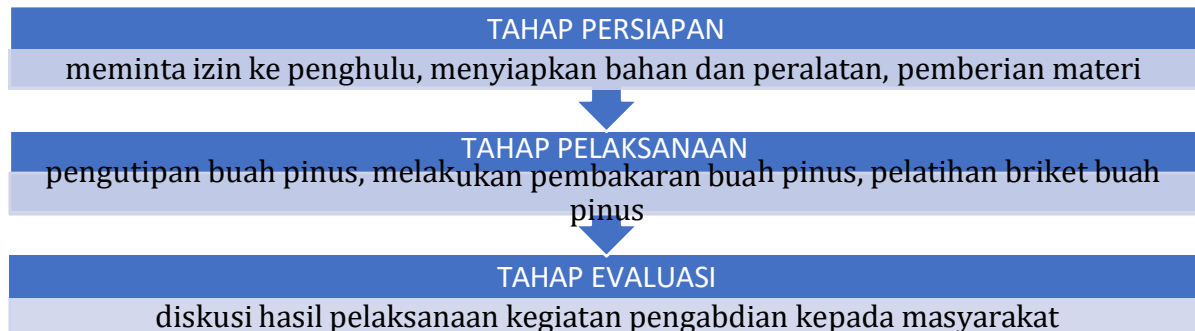 TAHAP PERSIAPAN
meminta izin ke penghulu, menyiapkan bahan dan peralatan, pemberian materi
TAHAP PELAKSANAAN
pengutipan buah pinus, melakukan pembakaran buah pinus, pelatihan briket buah
pinus
TAHAP EVALUASI
diskusi hasil pelaksanaan kegiatan pengabdian kepada masyarakat